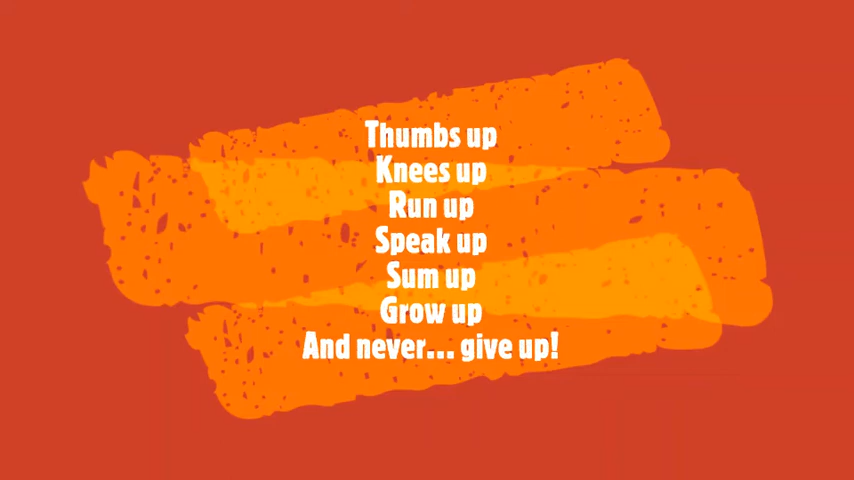 Thumbs up
Knees up
Run up
Speak up
Sum up
Grow up
And never... give up!